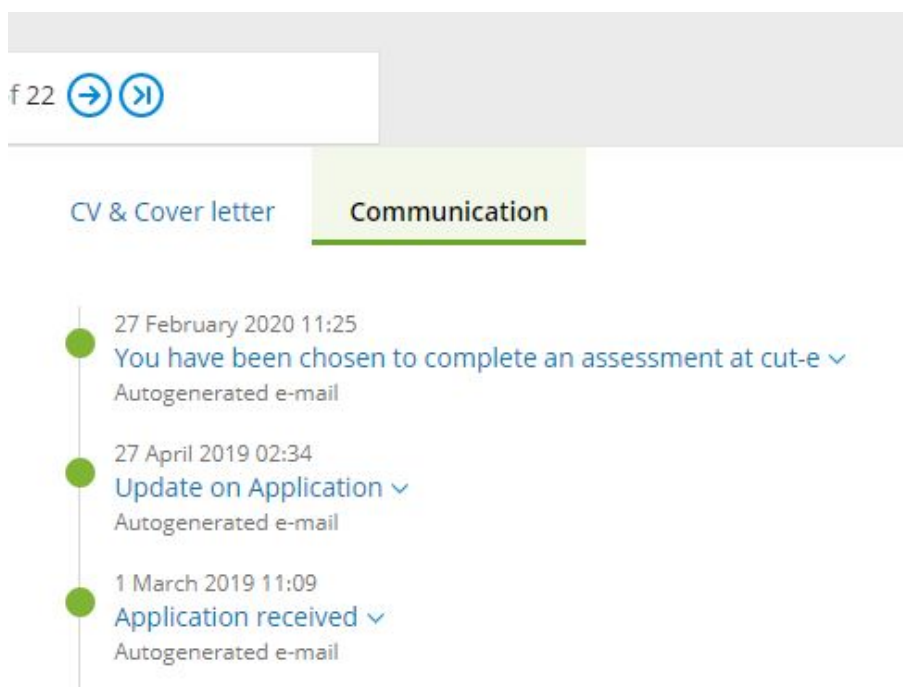 of 22
CV & Cover letter
Communication
27 February 2020 11:25
You have been chosen to complete an assessment at cut-e
Autogenerated e-mail
27 April 2019 02:34
Update on Application
Autogenerated e-mail
1 March 2019 11:09
Application received
Autogenerated e-mail